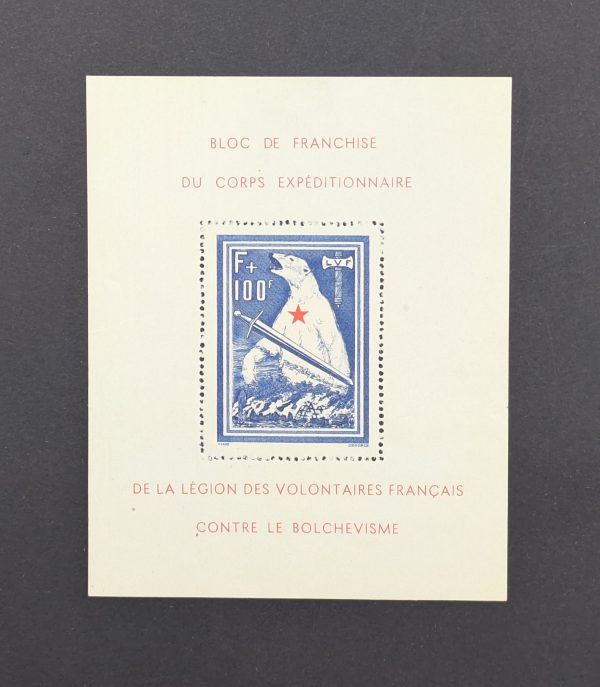 BLOC DE FRANCHISE
DU CORPS EXPÉDITIONNAIRE
F+
100F
LVF
DE LA LÉGION DES VOLONTAIRES FRANÇAIS
CONTRE LE BOLCHEVISME